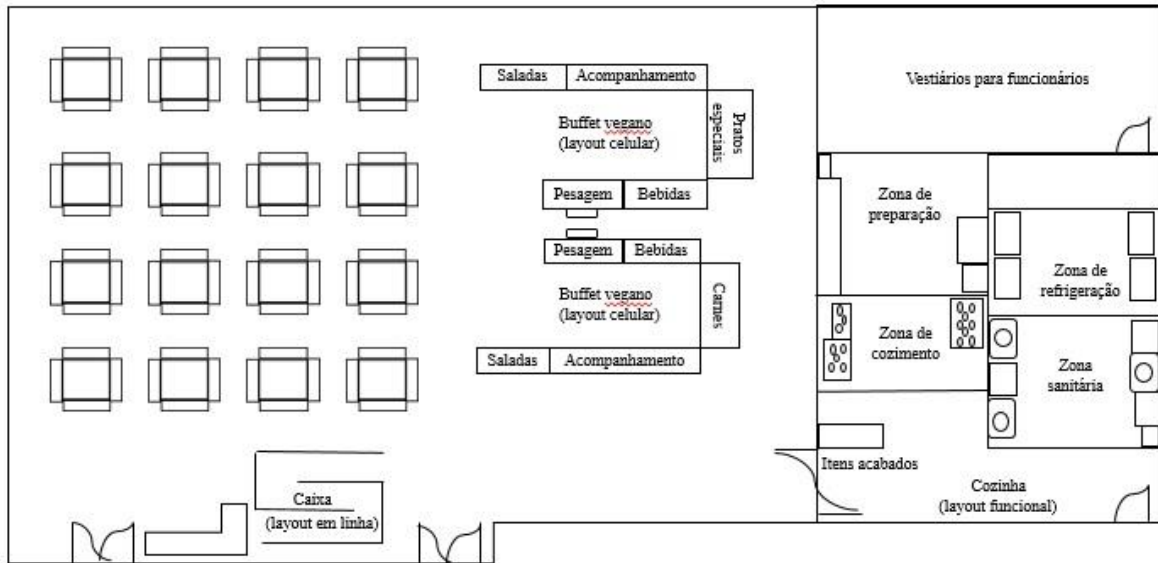 Saladas
Acompanhamento
Pratos
especiais
Buffet vegano
(layout celular)
Pesagem
Bebidas
Pesagem
Bebidas
Buffet vegano
(layout celular)
Carnes
Saladas
Acompanhamento
Vestiários para funcionários
Zona de
preparação
Zona de
refrigeração
Zona de
cozimento
Zona
sanitária
Itens acabados
Cozinha
(layout funcional)
Caixa
(layout em linha)